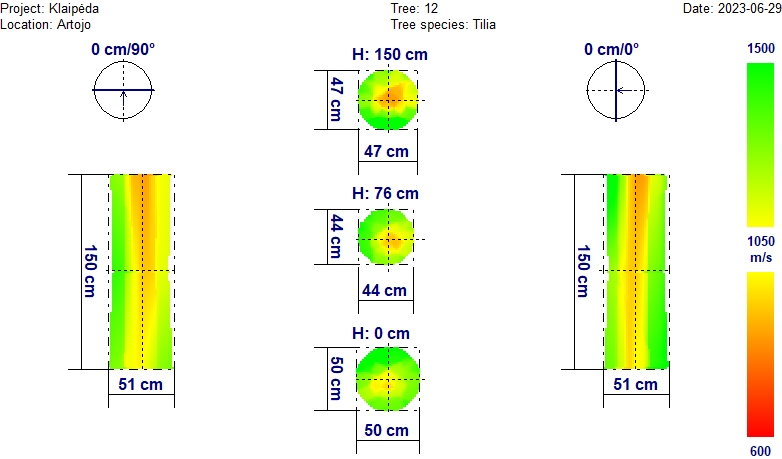 Project: Klaipėda Tree: 12 Date: 2023-06-29
Location: Artojo Tree species: Tilia
0 cm/90° H: 150 cm 0 cm/0° 1500
47 cm
47 cm
H: 76 cm
44 cm
150 cm 150 cm 1050
m/s
44 cm
H: 0 cm
50 cm
51 cm 51 cm
50 cm
600